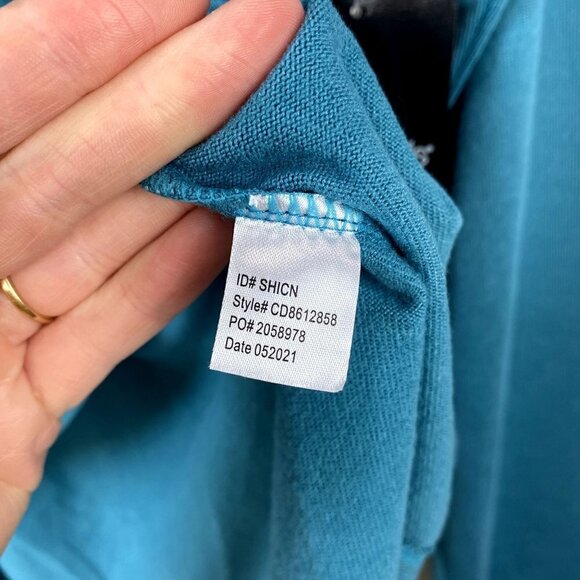 ID# SHICN
Style# CD8612858
PO# 2058978
Date 052021